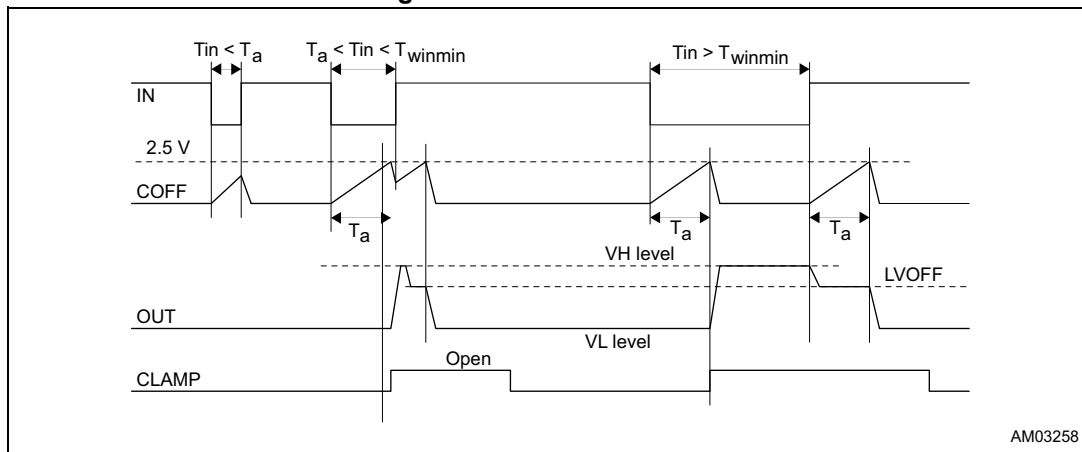 Tin < Ta
Ta < Tin < Twinmin
Tin > Twinmin
IN
2.5 V
COFF
Ta
Ta
Ta
VH level
LVOFF
OUT
VL level
Open
CLAMP
AM03258